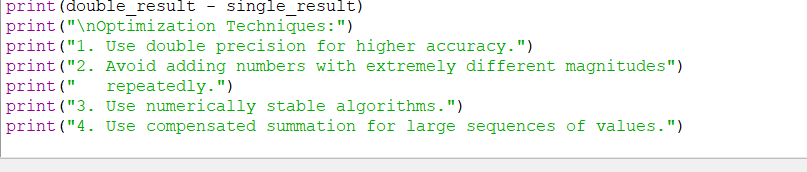 print(double_result - single_result)
print("\nOptimization Techniques:")
print("1. Use double precision for higher accuracy.")
print("2. Avoid adding numbers with extremely different magnitudes")
print("   repeatedly.")
print("3. Use numerically stable algorithms.")
print("4. Use compensated summation for large sequences of values.")